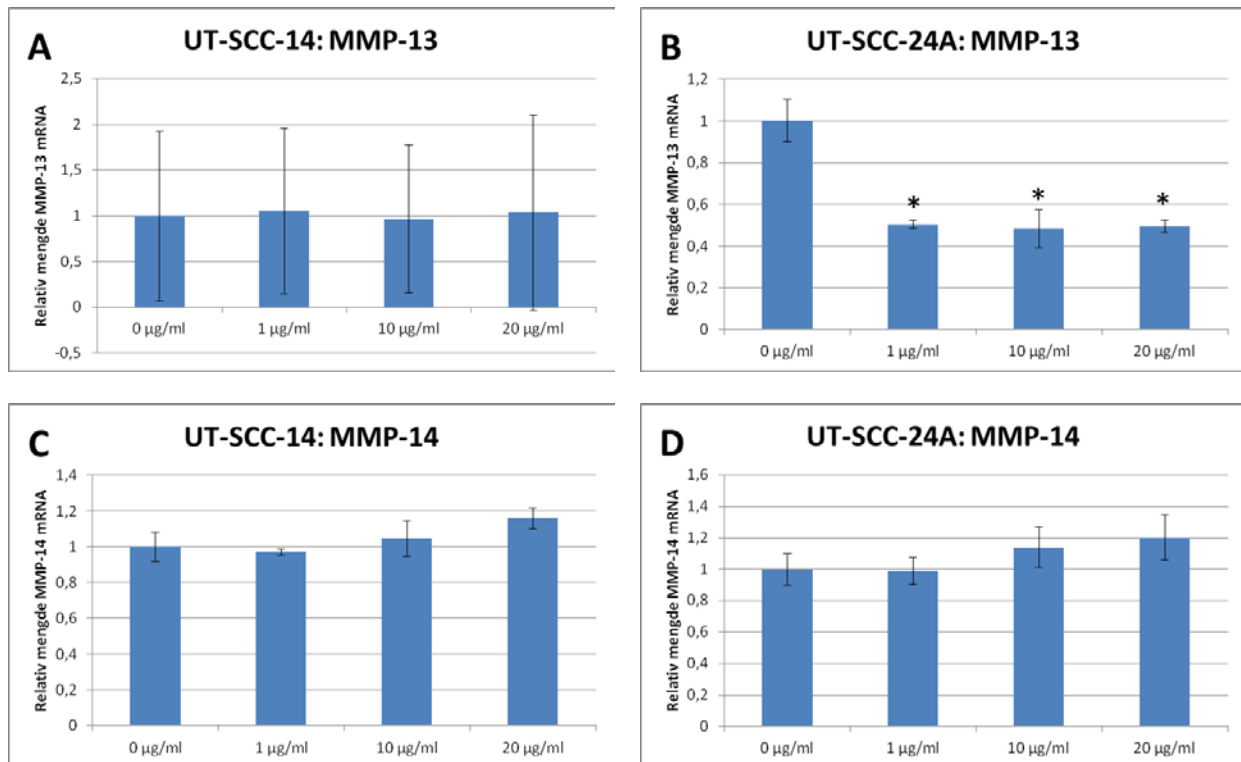 A
UT-SCC-14: MMP-13
Relativ mengde MMP-13 mRNA
2,5
2
1,5
1
0,5
0
-0,5
0 µg/ml 1 µg/ml 10 µg/ml 20 µg/ml
B
UT-SCC-24A: MMP-13
Relativ mengde MMP-13 mRNA
1,2
1
0,8
0,6
0,4
0,2
0
* * *
0 µg/ml 1 µg/ml 10 µg/ml 20 µg/ml
C
UT-SCC-14: MMP-14
Relativ mengde MMP-14 mRNA
1,4
1,2
1
0,8
0,6
0,4
0,2
0
0 µg/ml 1 µg/ml 10 µg/ml 20 µg/ml
D
UT-SCC-24A: MMP-14
Relativ mengde MMP-14 mRNA
1,6
1,4
1,2
1
0,8
0,6
0,4
0,2
0
0 µg/ml 1 µg/ml 10 µg/ml 20 µg/ml